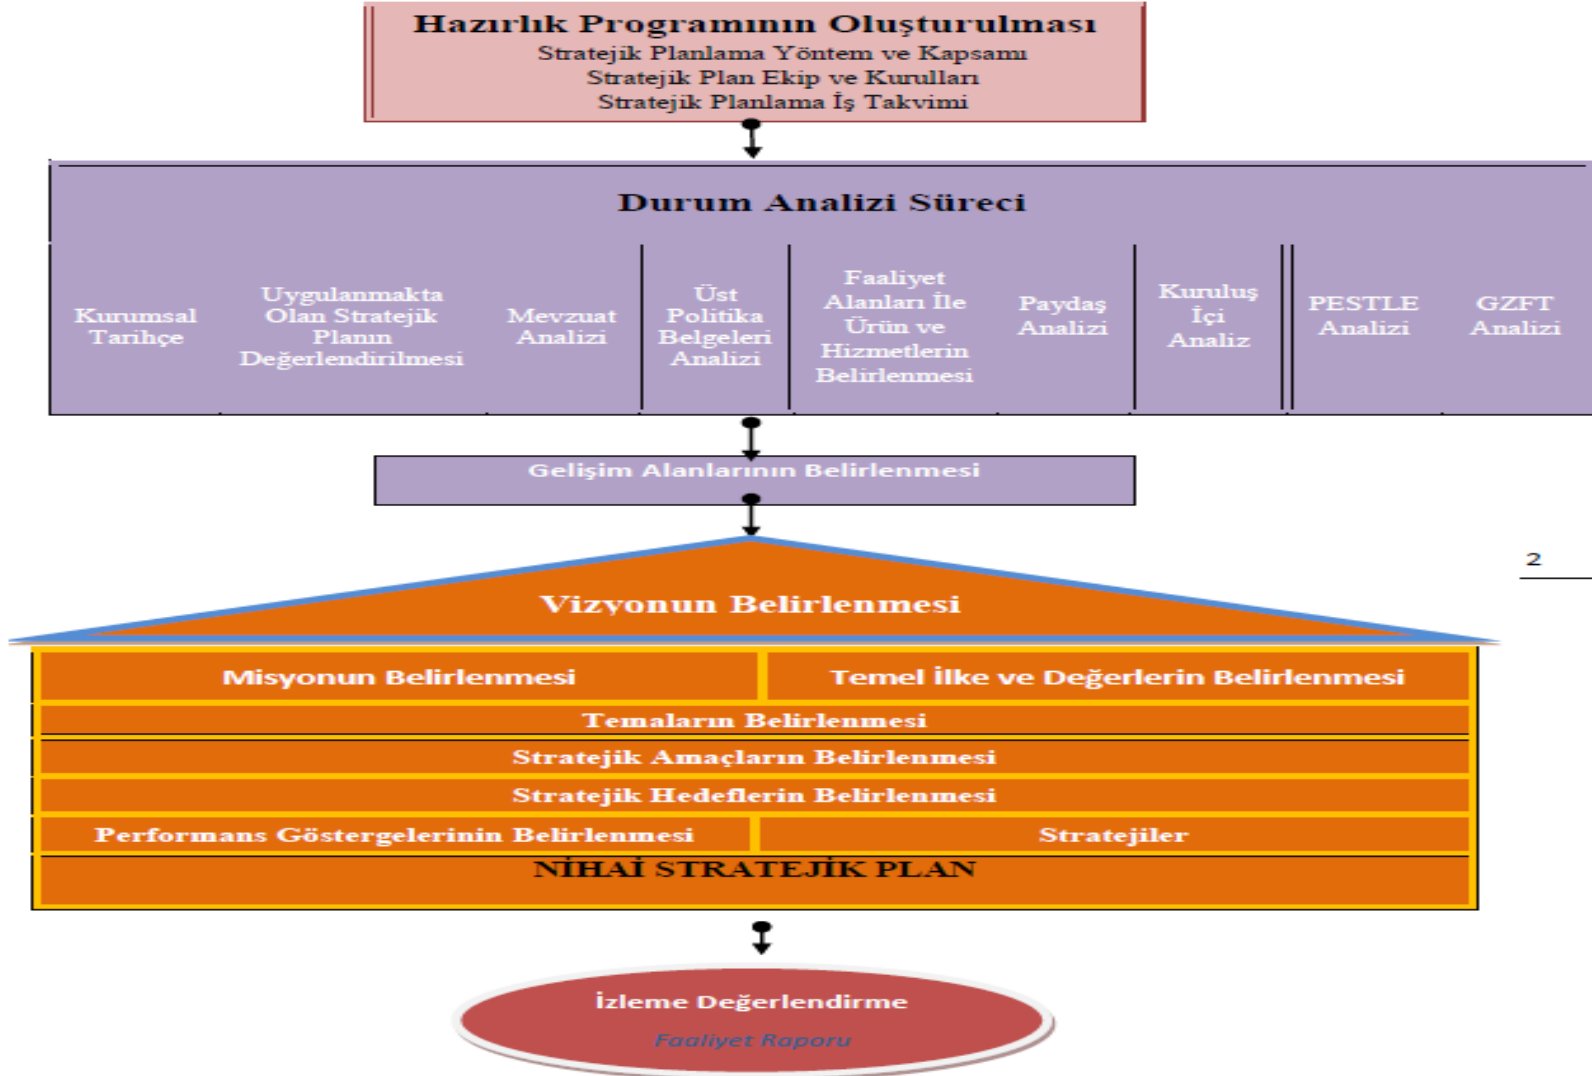 Hazırlık Programının Oluşturulması
Stratejik Planlama Yöntem ve Kapsamı
Stratejik Plan Ekip ve Kurulları
Stratejik Planlama İş Takvimi
Durum Analizi Süreci
Kurumsal
Tarihçe
Uygulanmakta
Olan Stratejik
Planın
Değerlendirilmesi
Mevzuat
Analizi
Üst
Politika
Belgeleri
Analizi
Faaliyet
Alanları İle
Ürün ve
Hizmetlerin
Belirlenmesi
Paydaş
Analizi
Kuruluş
İçi
Analiz
PESTLE
Analizi
GZFT
Analizi
Gelişim Alanlarının Belirlenmesi
2
Vizyonun Belirlenmesi
Misyonun Belirlenmesi
Temel İlke ve Değerlerin Belirlenmesi
Temaların Belirlenmesi
Stratejik Amaçların Belirlenmesi
Stratejik Hedeflerin Belirlenmesi
Performans Göstergelerinin Belirlenmesi
Stratejiler
NİHAİ STRATEJİK PLAN
İzleme Değerlendirme
Faaliyet Raporu